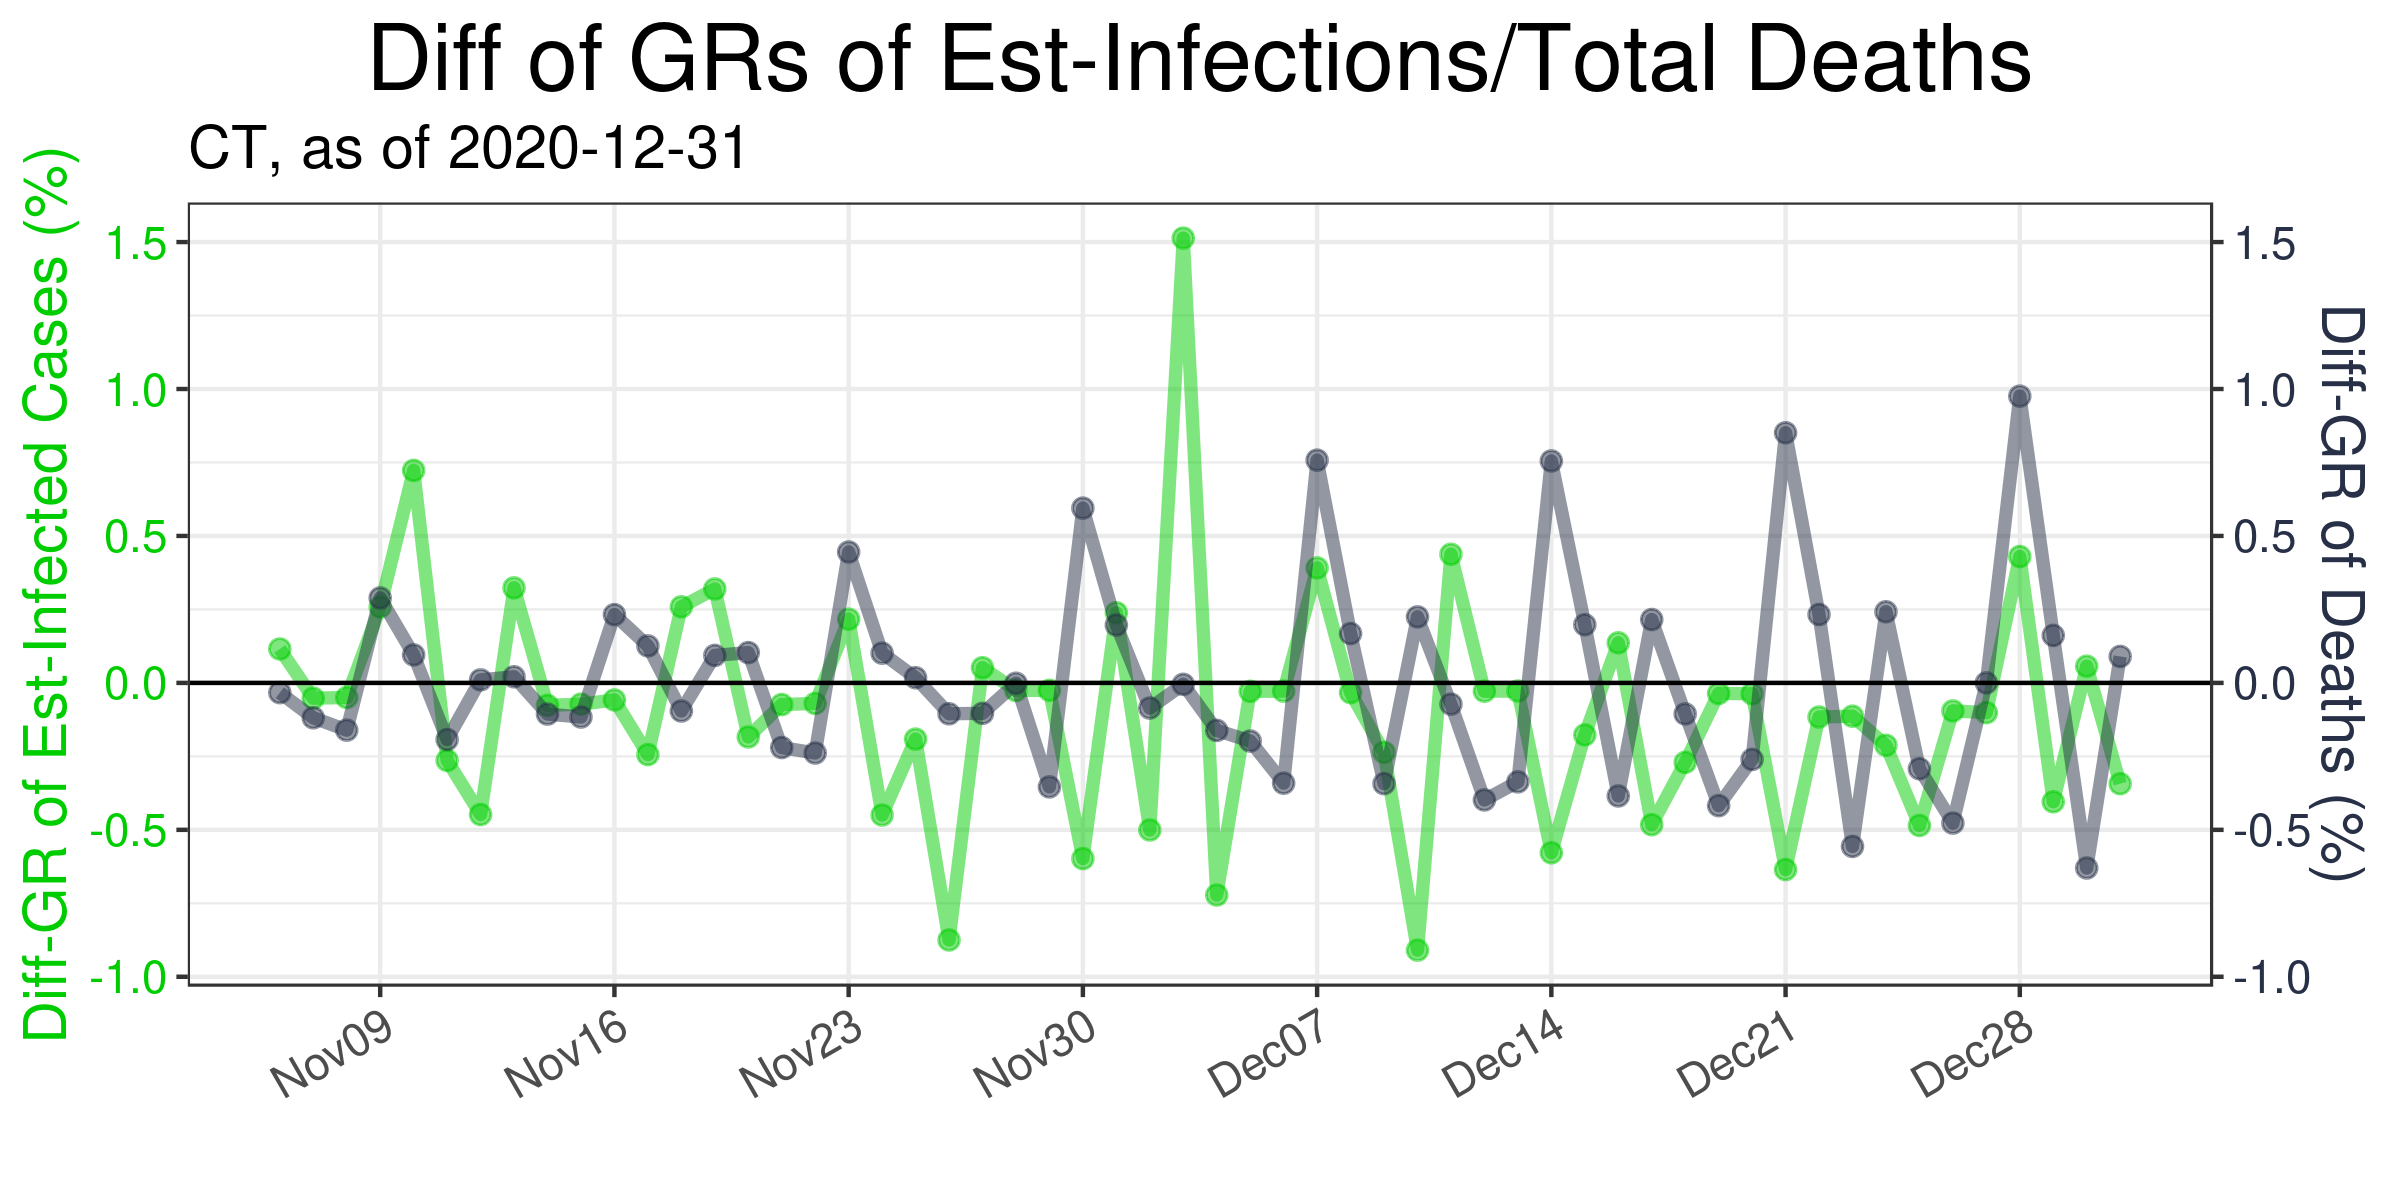 Diff of GRs of Est-Infections/Total Deaths
CT, as of 2020-12-31
Diff-GR of Est-Infected Cases (%)
1.5
1.0
0.5
0.0
-0.5
-1.0
1.5
1.0
0.5
0.0
-0.5
-1.0
Diff-GR of Deaths (%)
Nov09
Nov16
Nov23
Nov30
Dec07
Dec14
Dec21
Dec28